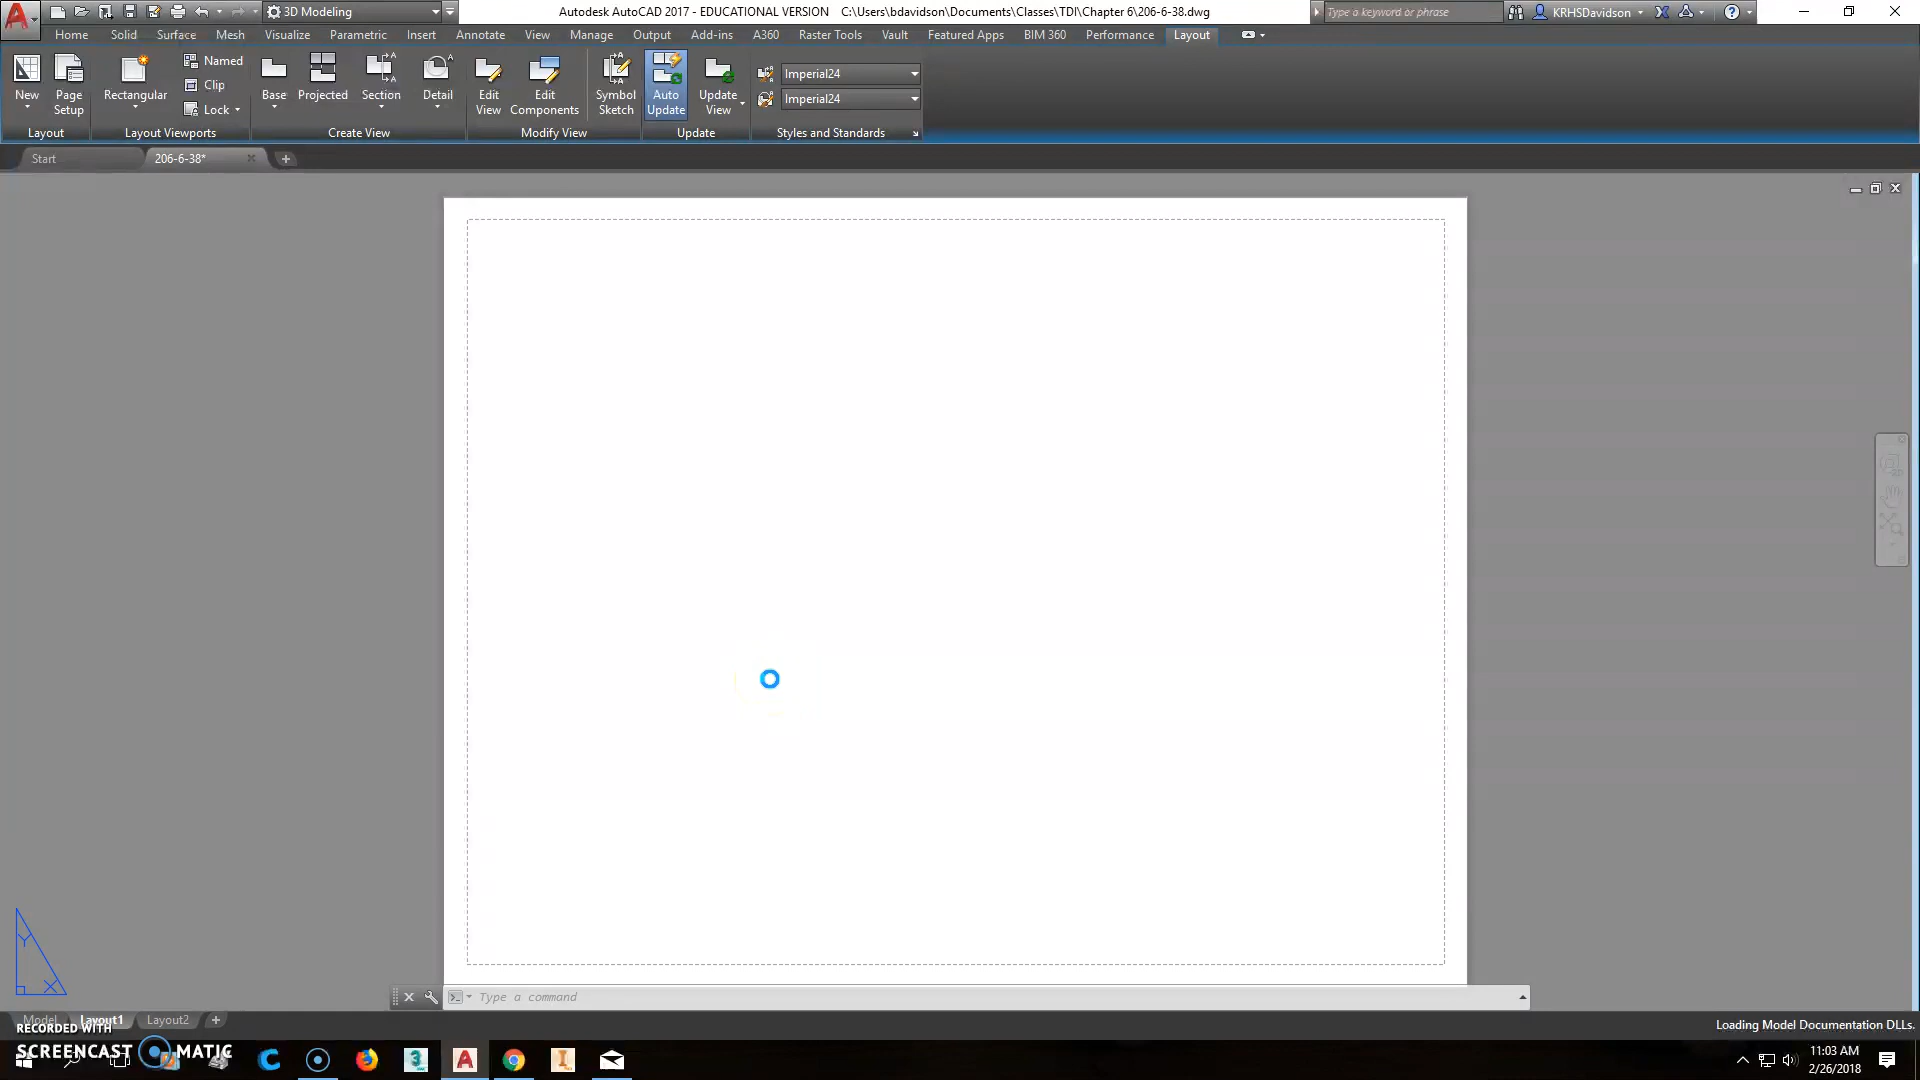 3D Modeling
Autodesk AutoCAD 2017 - EDUCATIONAL VERSION C:\Users\bdavidson\Documents\Classes\TDI\Chapter 6\206-6-38.dwg
Type a keyword or phrase
KRHSDavidson
Home Solid Surface Mesh Visualize Parametric Insert Annotate View Manage Output Add-ins A360 Raster Tools Vault Featured Apps BIM 360 Performance Layout
New
Page Setup
Rectangular
Named
Clip
Lock
Base
Projected
Section
Detail
Edit View
Edit Components
Symbol Sketch
Auto Update
Update View
Imperial24
Imperial24
Layout
Layout Viewports
Create View
Modify View
Update
Styles and Standards
Start
206-6-38*
Y
X
Type a command
Model Layout1 Layout2
Loading Model Documentation DLLs.
RECORDED WITH
SCREENCAST MATIC
11:03 AM
2/26/2018